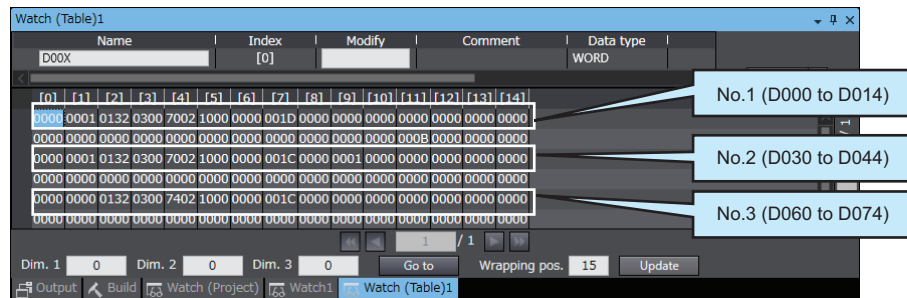 Watch (Table)1
Name Index Modify Comment Data type
D00X [0] WORD
[0] [1] [2] [3] [4] [5] [6] [7] [8] [9] [10] [11] [12] [13] [14]
0000 0001 0132 0300 7002 1000 0000 001D 0000 0000 0000 0000 0000 0000 0000
No.1 (D000 to D014)
0000 0000 0000 0000 0000 0000 0000 0000 0000 0000 0000 000B 0000 0000 0000
0000 0001 0132 0300 7002 1000 0000 001C 0000 0001 0000 0000 0000 0000 0000
No.2 (D030 to D044)
0000 0000 0000 0000 0000 0000 0000 0000 0000 0000 0000 0000 0000 0000 0000
0000 0000 0132 0300 7402 1000 0000 001C 0000 0000 0000 0000 0000 0000 0000
No.3 (D060 to D074)
0000 0000 0000 0000 0000 0000 0000 0000 0000 0000 0000 0000 0000 0000 0000
1 / 1
Dim. 1 0 Dim. 2 0 Dim. 3 0 Go to Wrapping pos. 15 Update
Output Build Watch (Project) Watch1 Watch (Table)1